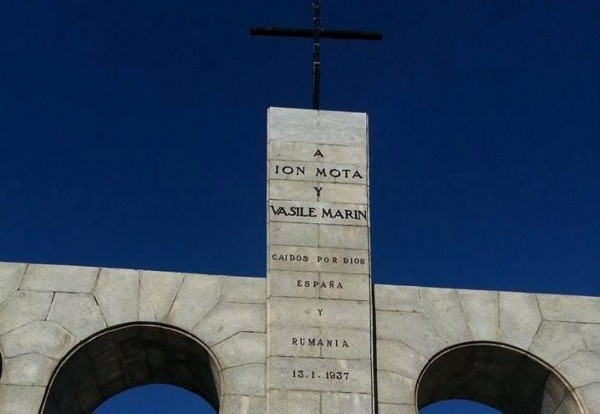 A
ION MOTA
Y
VASILE MARIN
CAIDOS POR DIOS
ESPAÑA
Y
RUMANIA
13·1·1937